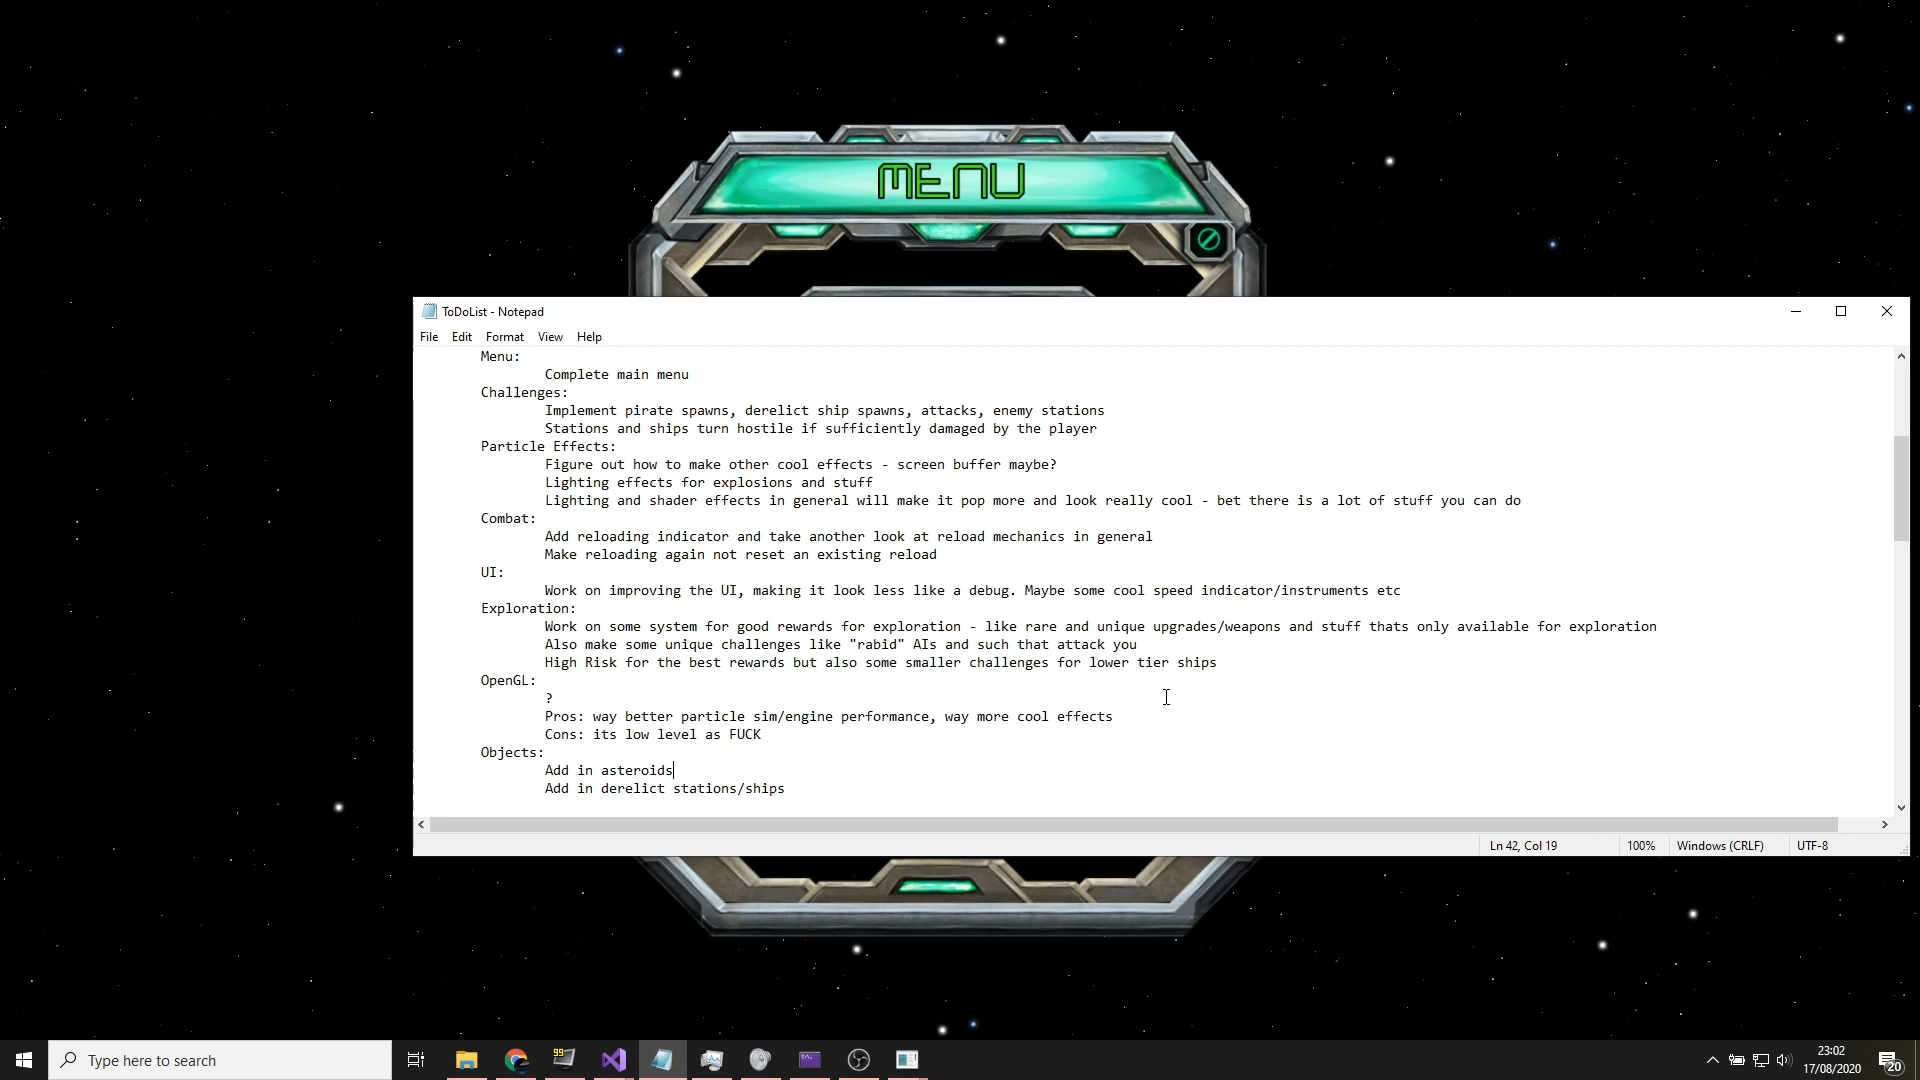 MENU
ToDoList - Notepad
File Edit Format View Help
Menu:
Complete main menu
Challenges:
Implement pirate spawns, derelict ship spawns, attacks, enemy stations
Stations and ships turn hostile if sufficiently damaged by the player
Particle Effects:
Figure out how to make other cool effects - screen buffer maybe?
Lighting effects for explosions and stuff
Lighting and shader effects in general will make it pop more and look really cool - bet there is a lot of stuff you can do
Combat:
Add reloading indicator and take another look at reload mechanics in general
Make reloading again not reset an existing reload
UI:
Work on improving the UI, making it look less like a debug. Maybe some cool speed indicator/instruments etc
Exploration:
Work on some system for good rewards for exploration - like rare and unique upgrades/weapons and stuff thats only available for exploration
Also make some unique challenges like "rabid" AIs and such that attack you
High Risk for the best rewards but also some smaller challenges for lower tier ships
OpenGL:
?
Pros: way better particle sim/engine performance, way more cool effects
Cons: its low level as FUCK
Objects:
Add in asteroids
Add in derelict stations/ships
Ln 42, Col 19 100% Windows (CRLF) UTF-8
Type here to search
99
23:02
17/08/2020
20